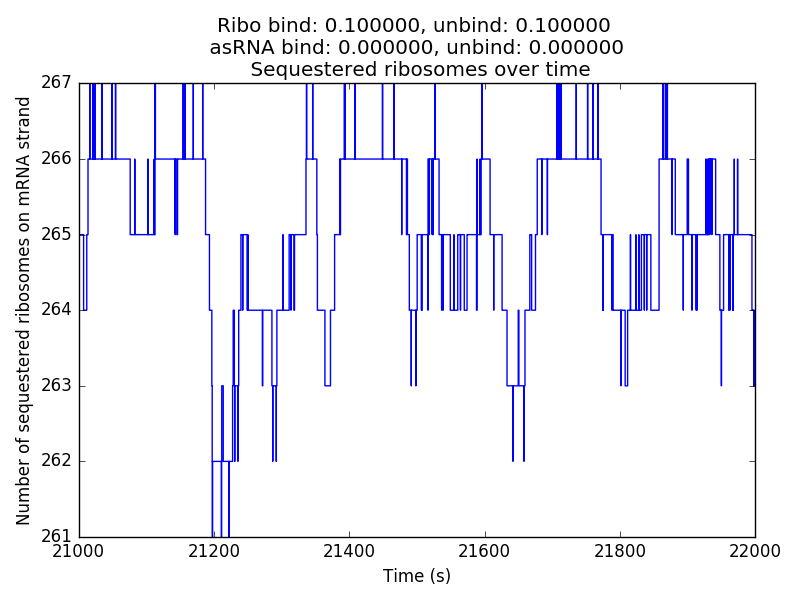 Ribo bind: 0.100000, unbind: 0.100000
asRNA bind: 0.000000, unbind: 0.000000
Sequestered ribosomes over time
Number of sequestered ribosomes on mRNA strand
267
266
265
264
263
262
261
21000 21200 21400 21600 21800 22000
Time (s)